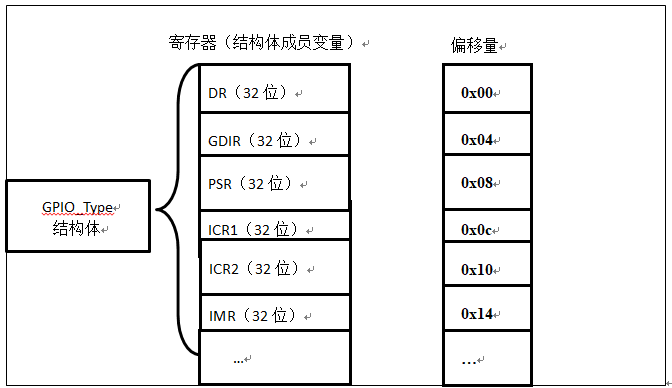 寄存器（结构体成员变量） 偏移量
DR（32 位） 0x00
GDIR（32 位） 0x04
PSR（32 位） 0x08
GPIO_Type
结构体
ICR1（32 位） 0x0c
ICR2（32 位） 0x10
IMR（32 位） 0x14
... …